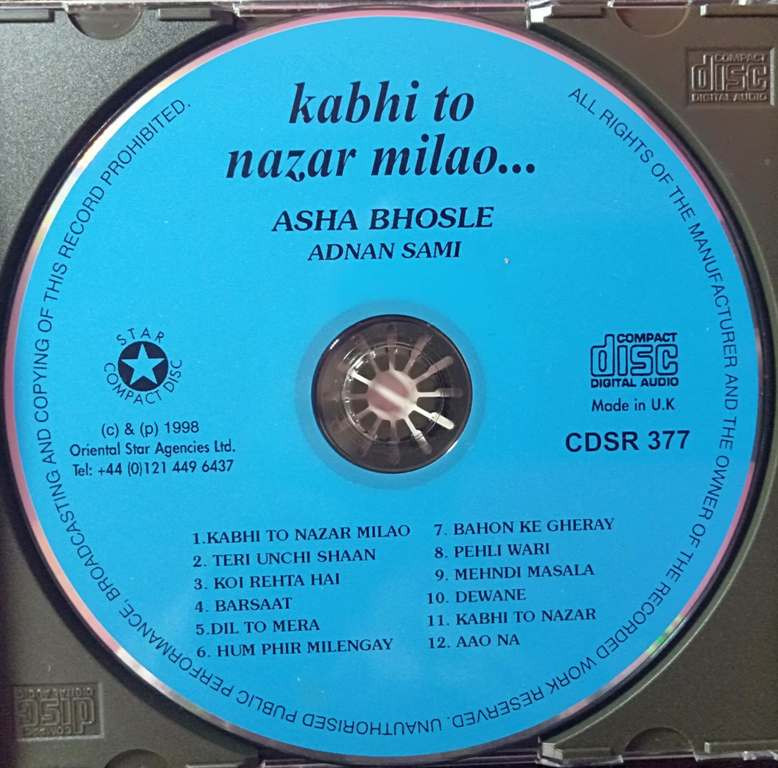 kabhi to
nazar milao...
ASHA BHOSLE
ADNAN SAMI
STAR
COMPACT DISC
(c) & (p) 1998
Oriental Star Agencies Ltd.
Tel: +44 (0)121 449 6437
COMPACT
disc
DIGITAL AUDIO
Made in U.K
CDSR 377
1.KABHI TO NAZAR MILAO
2. TERI UNCHI SHAAN
3. KOI REHTA HAI
4. BARSAAT
5.DIL TO MERA
6. HUM PHIR MILENGAY
7. BAHON KE GHERAY
8. PEHLI WARI
9. MEHNDI MASALA
10. DEWANE
11. KABHI TO NAZAR
12. AAO NA
ALL RIGHTS OF THE MANUFACTURER AND THE OWNER OF THE RECORDED WORK RESERVED. UNAUTHORISED PUBLIC PERFORMANCE, BROADCASTING AND COPYING OF THIS RECORD PROHIBITED.
COMPACT
disc
DIGITAL AUDIO
COMPACT
disc
DIGITAL AUDIO